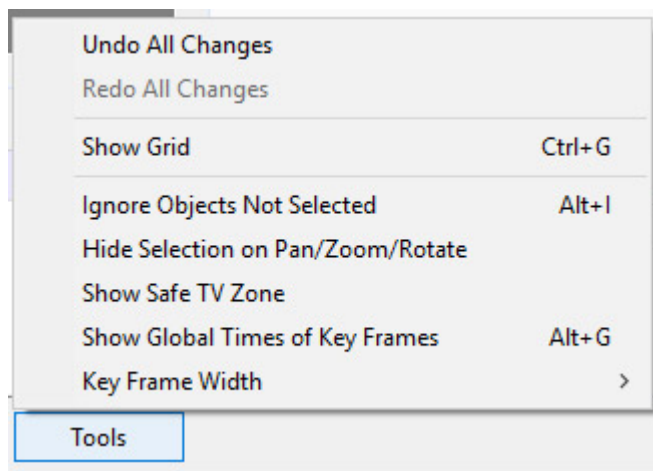 Undo All Changes
Redo All Changes
Show Grid Ctrl+G
Ignore Objects Not Selected Alt+I
Hide Selection on Pan/Zoom/Rotate
Show Safe TV Zone
Show Global Times of Key Frames Alt+G
Key Frame Width
Tools